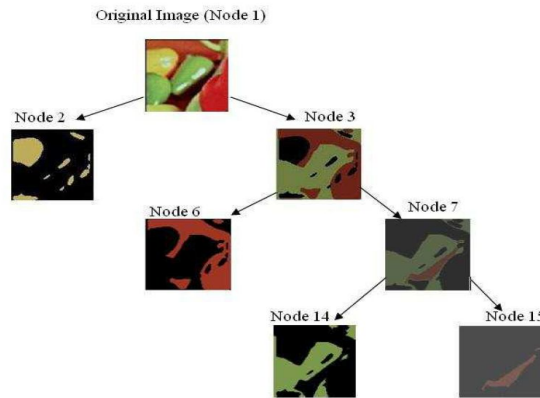 Original Image (Node 1)
Node 2
Node 3
Node 6
Node 7
Node 14
Node 15